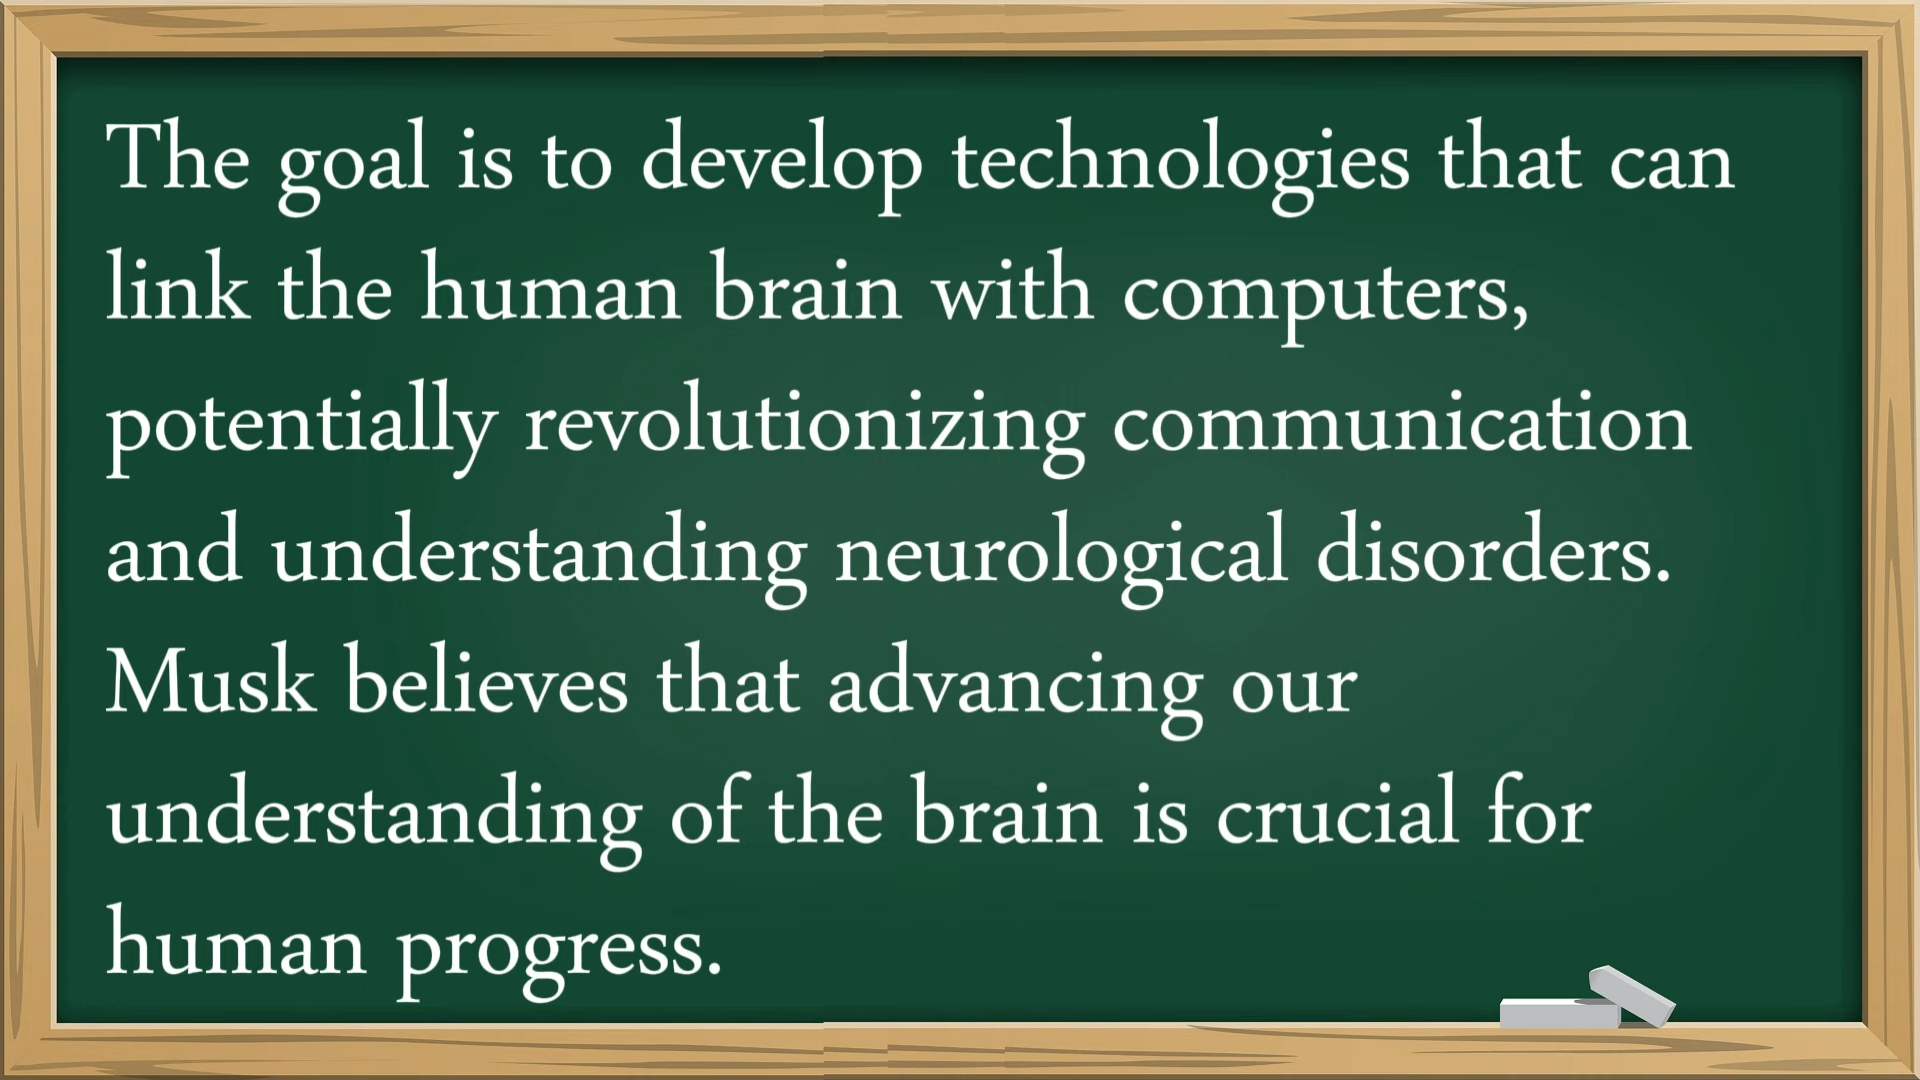 The goal is to develop technologies that can
link the human brain with computers,
potentially revolutionizing communication
and understanding neurological disorders.
Musk believes that advancing our
understanding of the brain is crucial for
human progress.